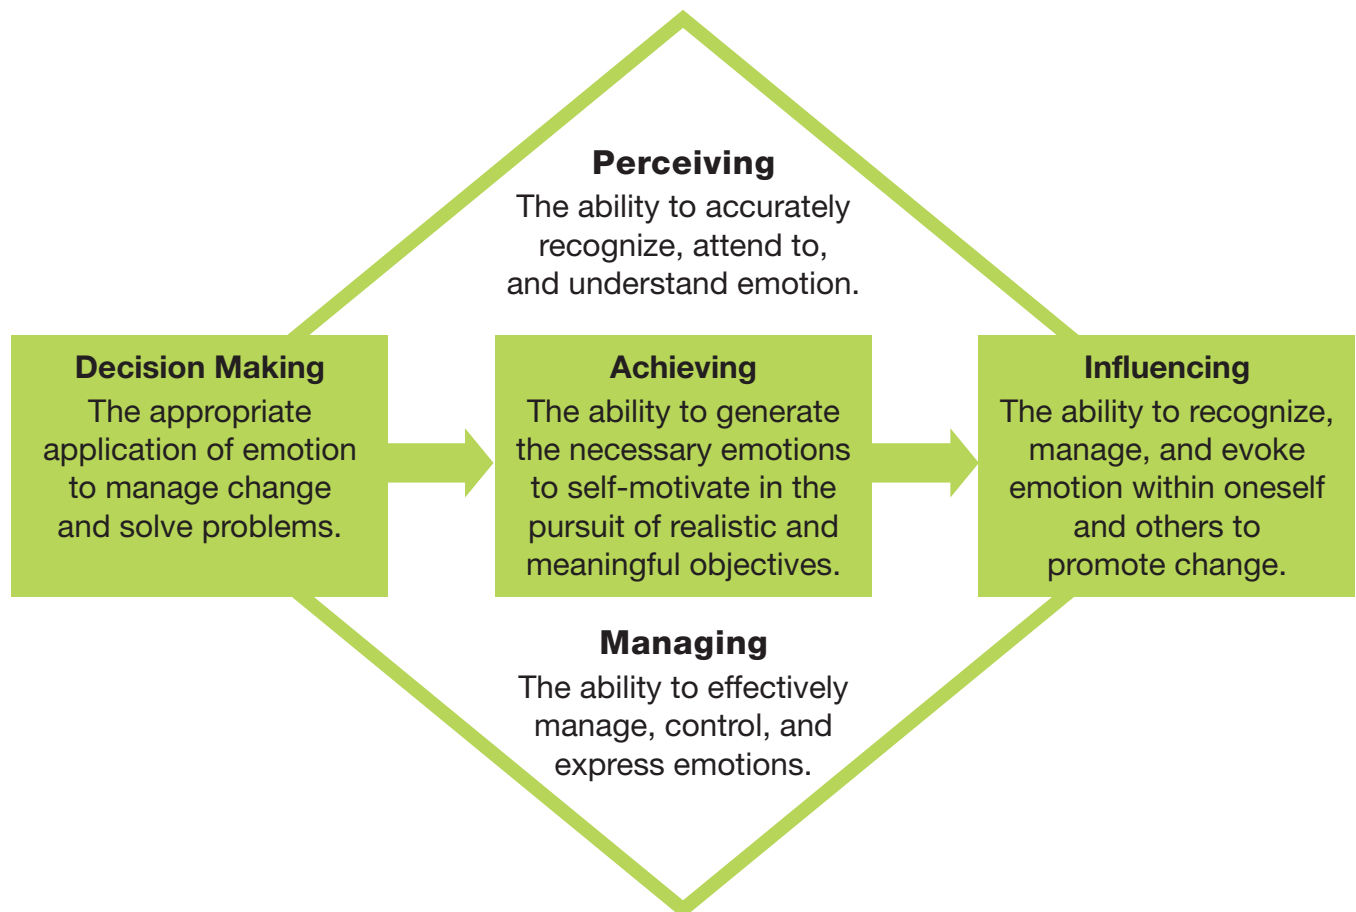 Perceiving
The ability to accurately
recognize, attend to,
and understand emotion.
Decision Making
The appropriate
application of emotion
to manage change
and solve problems.
Achieving
The ability to generate
the necessary emotions
to self-motivate in the
pursuit of realistic and
meaningful objectives.
Influencing
The ability to recognize,
manage, and evoke
emotion within oneself
and others to
promote change.
Managing
The ability to effectively
manage, control, and
express emotions.